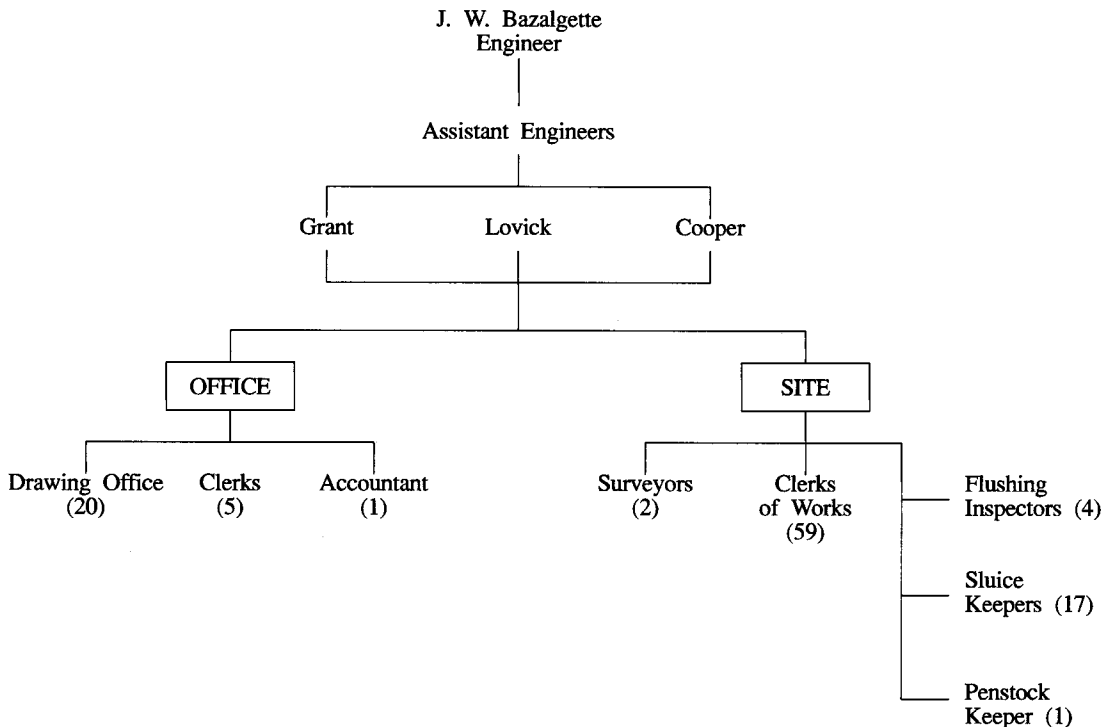 J. W. Bazalgette
Engineer
Assistant Engineers
Grant
Lovick
Cooper
OFFICE
SITE
Drawing Office
(20)
Clerks
(5)
Accountant
(1)
Surveyors
(2)
Clerks
of Works
(59)
Flushing
Inspectors (4)
Sluice
Keepers (17)
Penstock
Keeper (1)